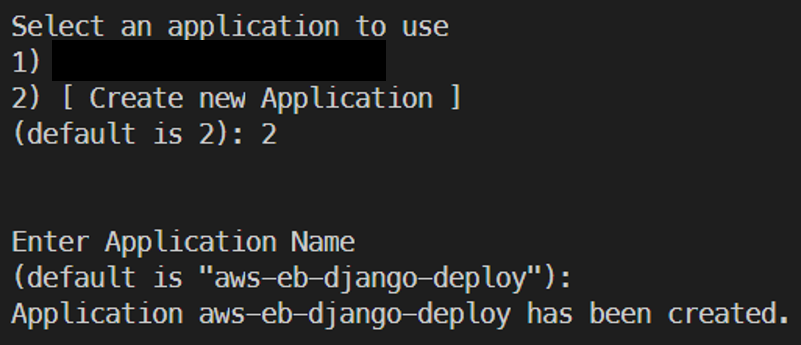 Select an application to use
1)
2) [ Create new Application ]
(default is 2): 2
Enter Application Name
(default is "aws-eb-django-deploy"):
Application aws-eb-django-deploy has been created.